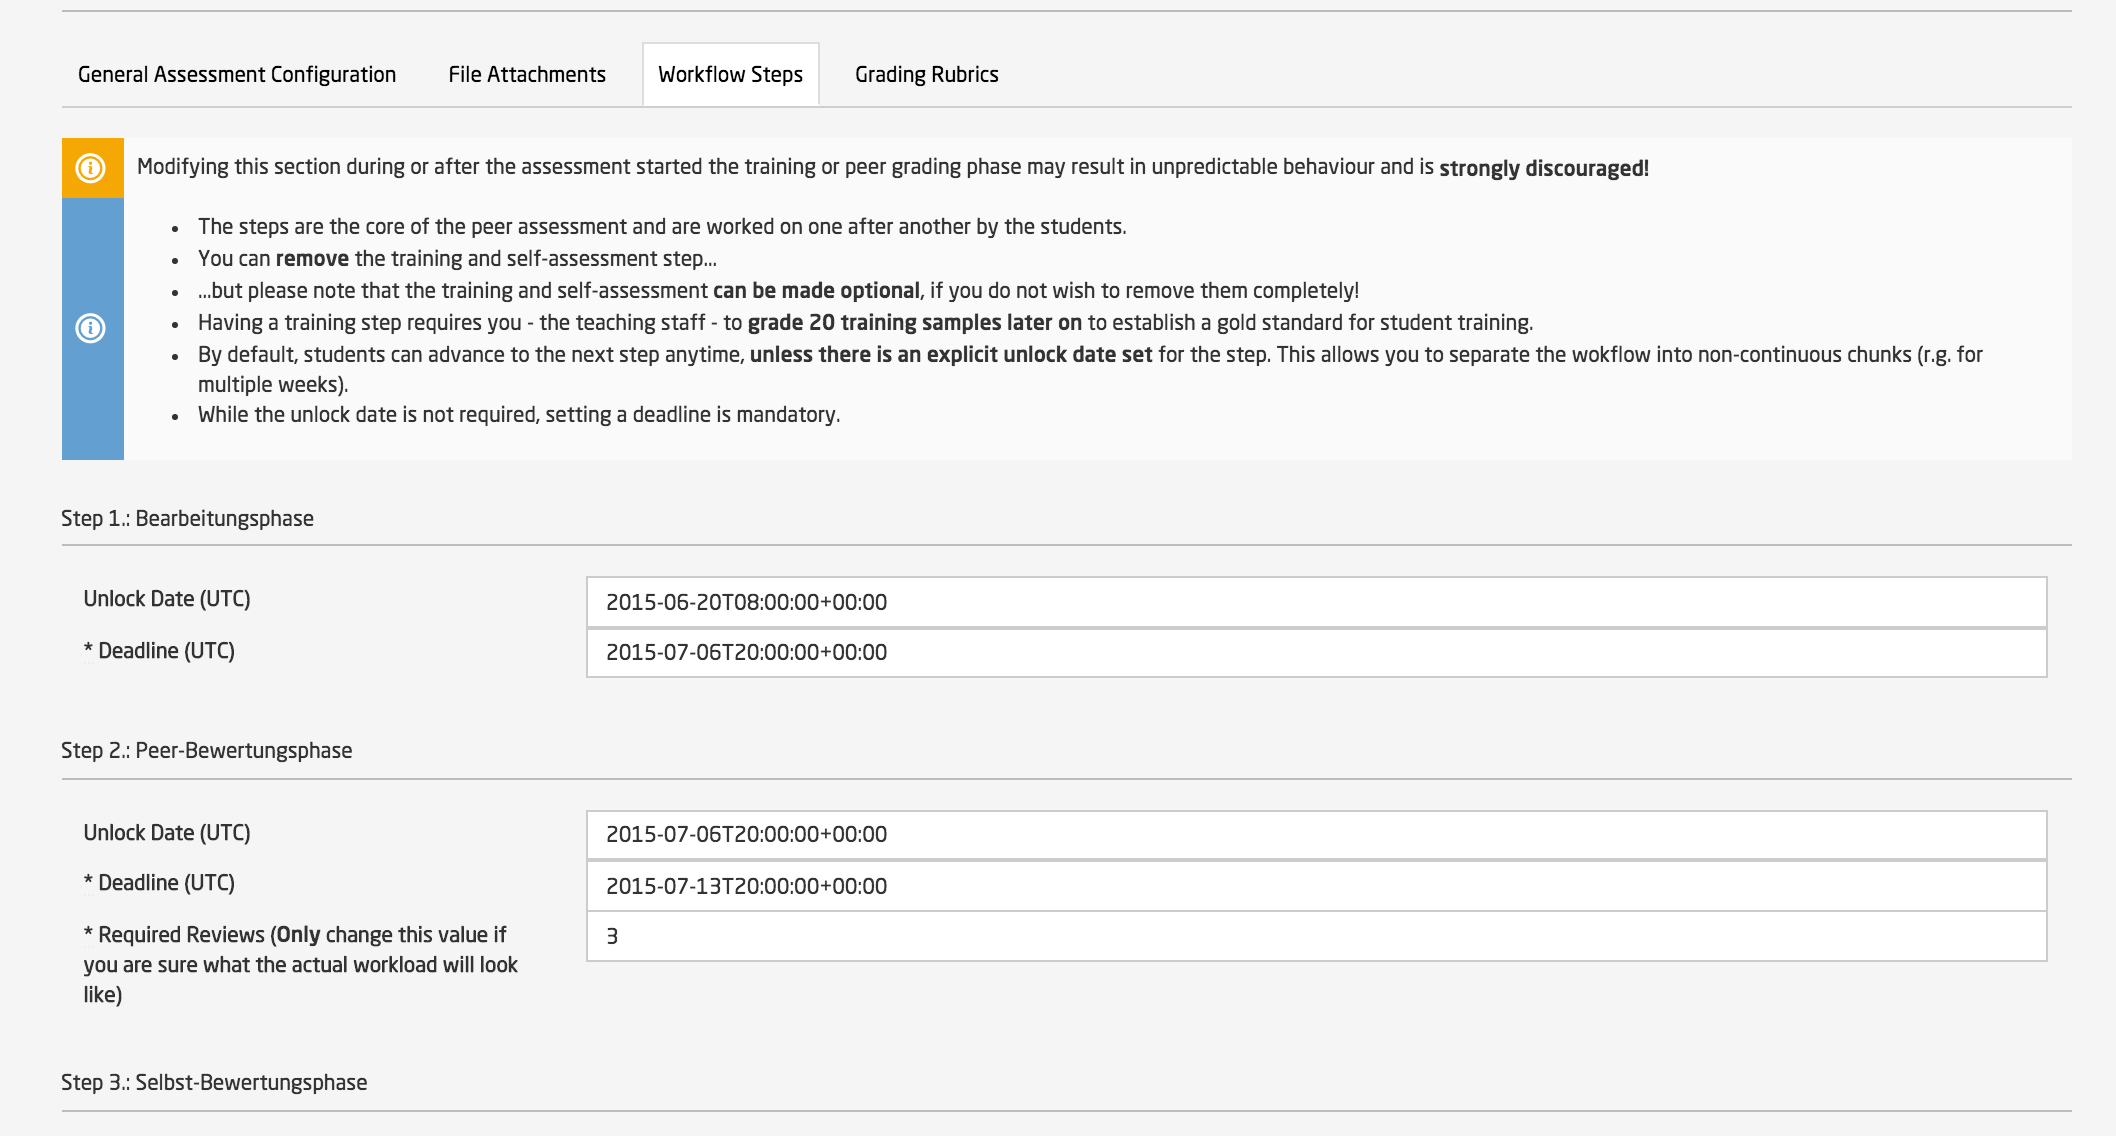 General Assessment Configuration File Attachments Workflow Steps Grading Rubrics
Modifying this section during or after the assessment started the training or peer grading phase may result in unpredictable behaviour and is strongly discouraged!
• The steps are the core of the peer assessment and are worked on one after another by the students.
• You can remove the training and self-assessment step...
• ...but please note that the training and self-assessment can be made optional, if you do not wish to remove them completely!
• Having a training step requires you - the teaching staff - to grade 20 training samples later on to establish a gold standard for student training.
• By default, students can advance to the next step anytime, unless there is an explicit unlock date set for the step. This allows you to separate the wokflow into non-continuous chunks (r.g. for
multiple weeks).
• While the unlock date is not required, setting a deadline is mandatory.
Step 1.: Bearbeitungsphase
Unlock Date (UTC) 2015-06-20T08:00:00+00:00
* Deadline (UTC) 2015-07-06T20:00:00+00:00
Step 2.: Peer-Bewertungsphase
Unlock Date (UTC) 2015-07-06T20:00:00+00:00
* Deadline (UTC) 2015-07-13T20:00:00+00:00
* Required Reviews (Only change this value if 3
you are sure what the actual workload will look
like)
Step 3.: Selbst-Bewertungsphase